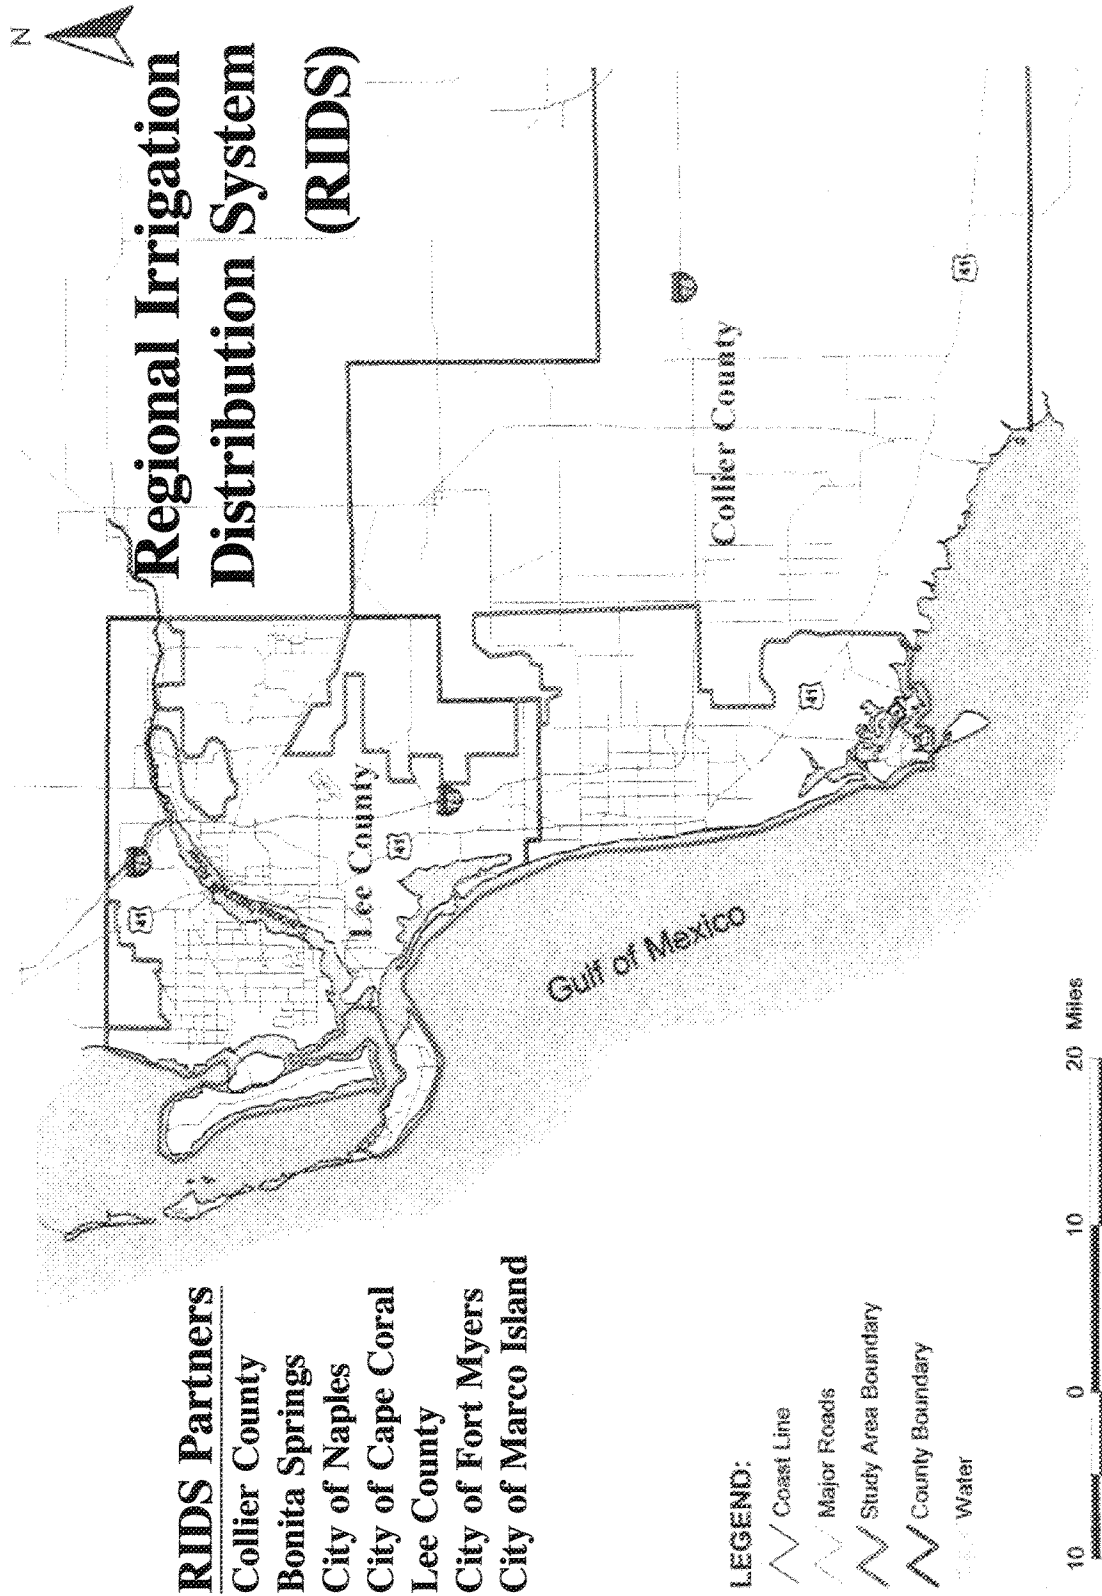 N
Regional Irrigation
Distribution System
(RIDS)
41
41
Lee County
Collier County
41
41
Gulf of Mexico
RIDS Partners
Collier County
Bonita Springs
City of Naples
City of Cape Coral
Lee County
City of Fort Myers
City of Marco Island
LEGEND:
Coast Line
Major Roads
Study Area Boundary
County Boundary
Water
10 0 10 20 Miles